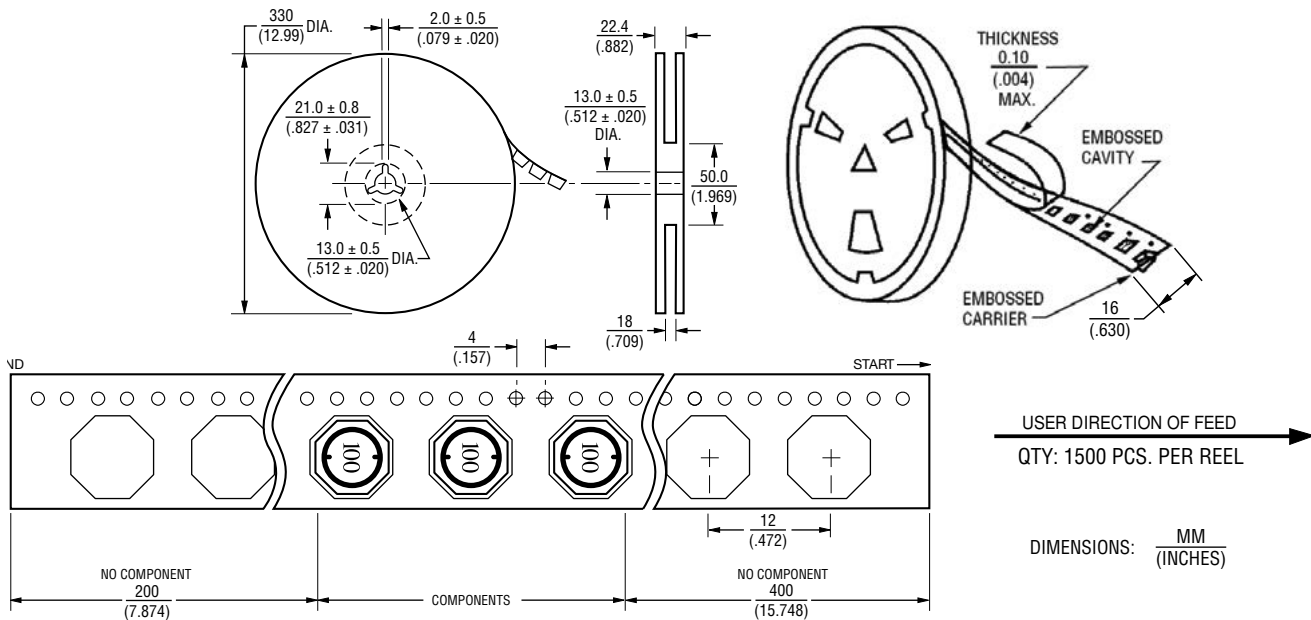 330
(12.99) DIA.
2.0 ± 0.5
(.079 ± .020)
22.4
(.882)
21.0 ± 0.8
(.827 ± .031)
13.0 ± 0.5
(.512 ± .020)
DIA.
50.0
(1.969)
13.0 ± 0.5
(.512 ± .020) DIA.
18
(.709)
THICKNESS
0.10
(.004)
MAX.
EMBOSSED
CAVITY
EMBOSSED
CARRIER
16
(.630)
4
(.157)
ND
START
100
100
100
12
(.472)
NO COMPONENT
200
(7.874)
COMPONENTS
NO COMPONENT
400
(15.748)
USER DIRECTION OF FEED
QTY: 1500 PCS. PER REEL
DIMENSIONS: MM
(INCHES)